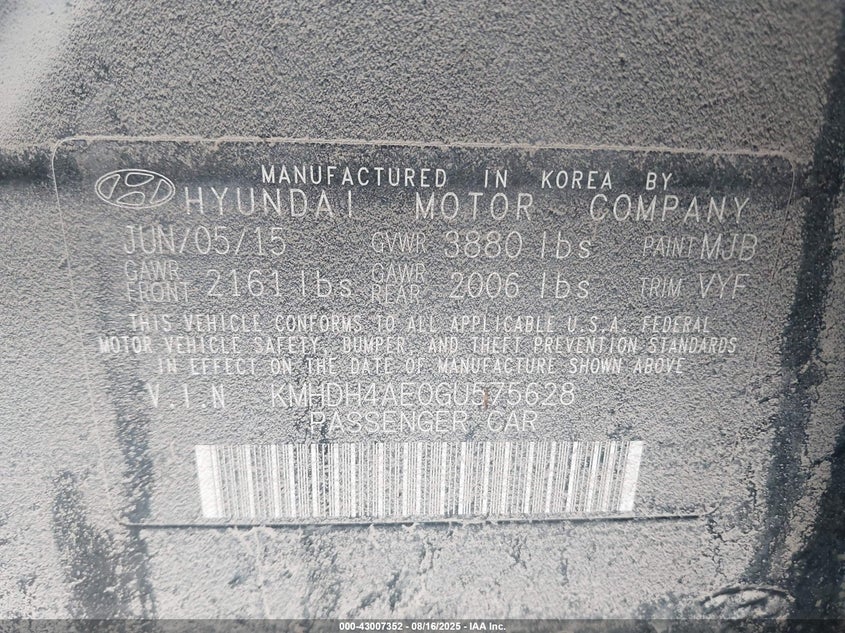 MANUFACTURED IN KOREA BY
HYUNDAI MOTOR COMPANY
JUN/05/15 GVWR 3880 lbs PAINT MJB
GAWR FRONT 2161 lbs GAWR REAR 2006 lbs TRIM VYF
THIS VEHICLE CONFORMS TO ALL APPLICABLE U.S.A. FEDERAL
MOTOR VEHICLE SAFETY, BUMPER, AND THEFT PREVENTION STANDARDS
IN EFFECT ON THE DATE OF MANUFACTURE SHOWN ABOVE
V.I.N KMHDH4AE0GU575628
PASSENGER CAR
000-43007352 - 08/16/2025 - IAA Inc.